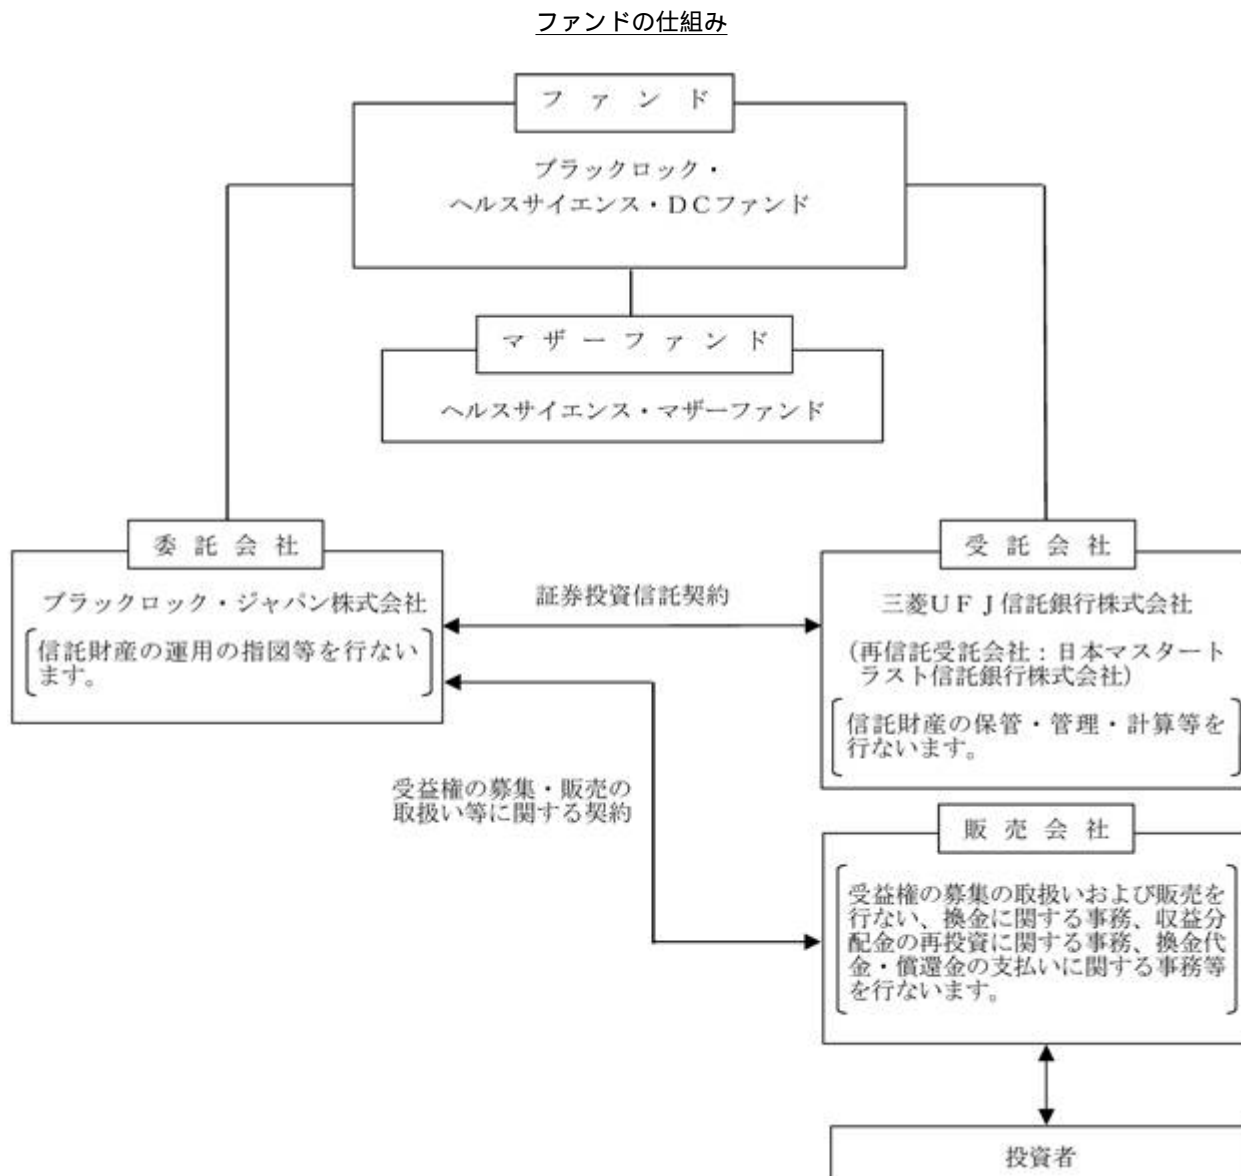 ファンドの仕組み
ファンド
ブラックロック・
ヘルスサイエンス・DCファンド
マザーファンド
ヘルスサイエンス・マザーファンド
委託会社
ブラックロック・ジャパン株式会社
信託財産の運用の指図等を行ない
ます。
証券投資信託契約
受託会社
三菱UFJ信託銀行株式会社
(再信託受託会社:日本マスタート
ラスト信託銀行株式会社)
信託財産の保管・管理・計算等を
行ないます。
受益権の募集・販売の
取扱い等に関する契約
販売会社
受益権の募集の取扱いおよび販売を
行ない、換金に関する事務、収益分
配金の再投資に関する事務、換金代
金・償還金の支払いに関する事務等
を行ないます。
投資者